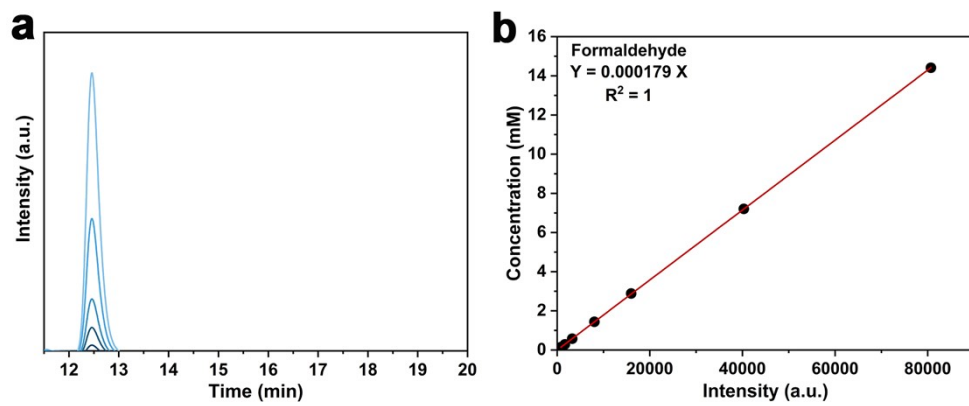 a
Intensity (a.u.)
12 13 14 15 16 17 18 19 20
Time (min)
b
Formaldehyde
Y = 0.000179 X
R² = 1
Concentration (mM)
16
14
12
10
8
6
4
2
0
0 20000 40000 60000 80000
Intensity (a.u.)